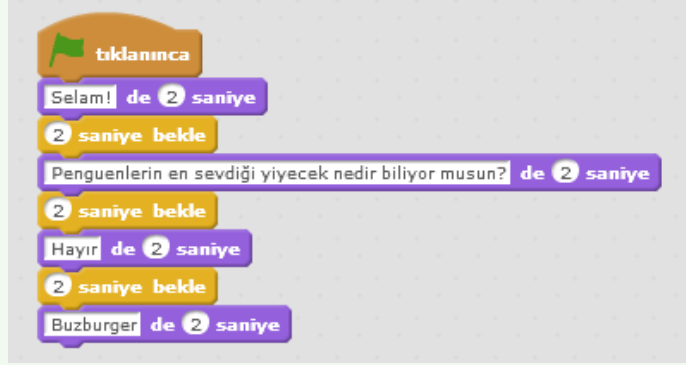 tıklanınca
Selam! de 2 saniye
2 saniye bekle
Penguenlerin en sevdiği yiyecek nedir biliyor musun? de 2 saniye
2 saniye bekle
Hayır de 2 saniye
2 saniye bekle
Buzburger de 2 saniye